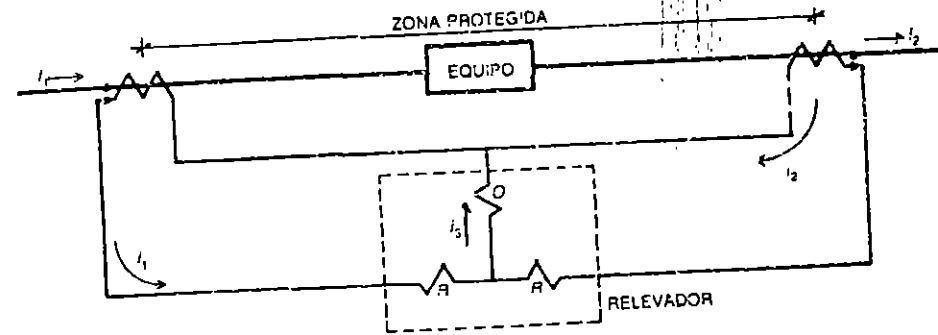 ZONA PROTEGIDA
I₁
EQUIPO
I₂
i₂
O
i₃
i₁
R
R
RELEVADOR